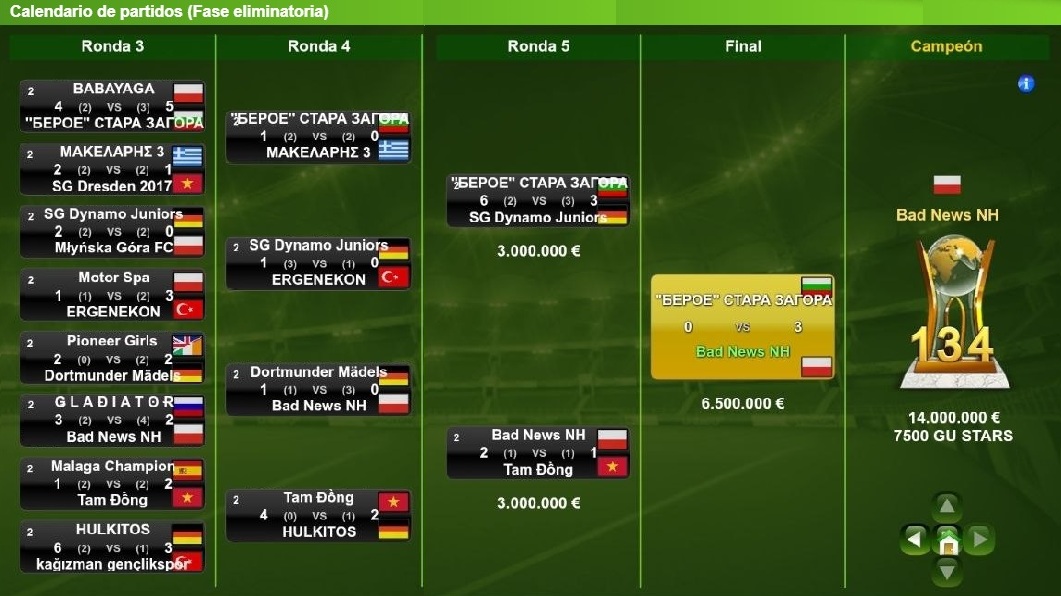 Calendario de partidos (Fase eliminatoria)
Ronda 3
Ronda 4
Ronda 5
Final
Campeón
2 BABAYAGA
4 (2) VS (3) 5
"БЕРОЕ" СТАРА ЗАГОРА
2 ΜΑΚΕΛΑΡΗΣ 3
2 (2) VS (2) 1
SG Dresden 2017
2 SG Dynamo Juniors
2 (2) VS (2) 0
Młyńska Góra FC
2 Motor Spa
1 (1) VS (2) 3
ERGENEKON
2 Pioneer Girls
2 (0) VS (2) 2
Dortmunder Mädels
2 G L A D I A T O R
3 (2) VS (4) 2
Bad News NH
2 Malaga Champion
1 (2) VS (2) 2
Tam Đồng
2 HULKITOS
6 (2) VS (1) 3
kağızman gençlikspor
2 "БЕРОЕ" СТАРА ЗАГОРА
1 (2) VS (2) 0
ΜΑΚΕΛΑΡΗΣ 3
2 SG Dynamo Juniors
1 (3) VS (1) 0
ERGENEKON
2 Dortmunder Mädels
1 (1) VS (3) 0
Bad News NH
2 Tam Đồng
4 (0) VS (1) 2
HULKITOS
2 "БЕРОЕ" СТАРА ЗАГОРА
6 (2) VS (3) 3
SG Dynamo Juniors
3.000.000 €
2 Bad News NH
2 (1) VS (1) 1
Tam Đồng
3.000.000 €
"БЕРОЕ" СТАРА ЗАГОРА
0 VS 3
Bad News NH
6.500.000 €
i
Bad News NH
134
14.000.000 €
7500 GU STARS